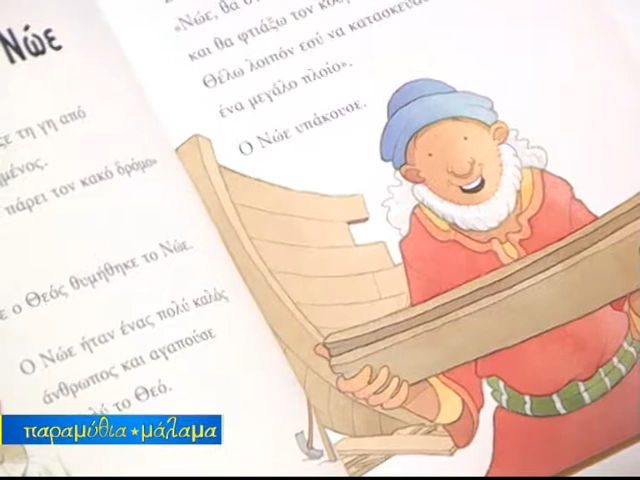 Νώε
τη γη από
πάρει τον κακό δρόμο»
ο Θεός θυμήθηκε το Νώε.
Ο Νώε ήταν ένας πολύ καλός
άνθρωπος και αγαπούσε
το Θεό.
«Νώε, θα
και θα φτιάξω τον
Θέλω λοιπόν εσύ να
ένα μεγάλο πλοίο».
Ο Νώε υπάκουσε.
παραμύθια★μάλαμα